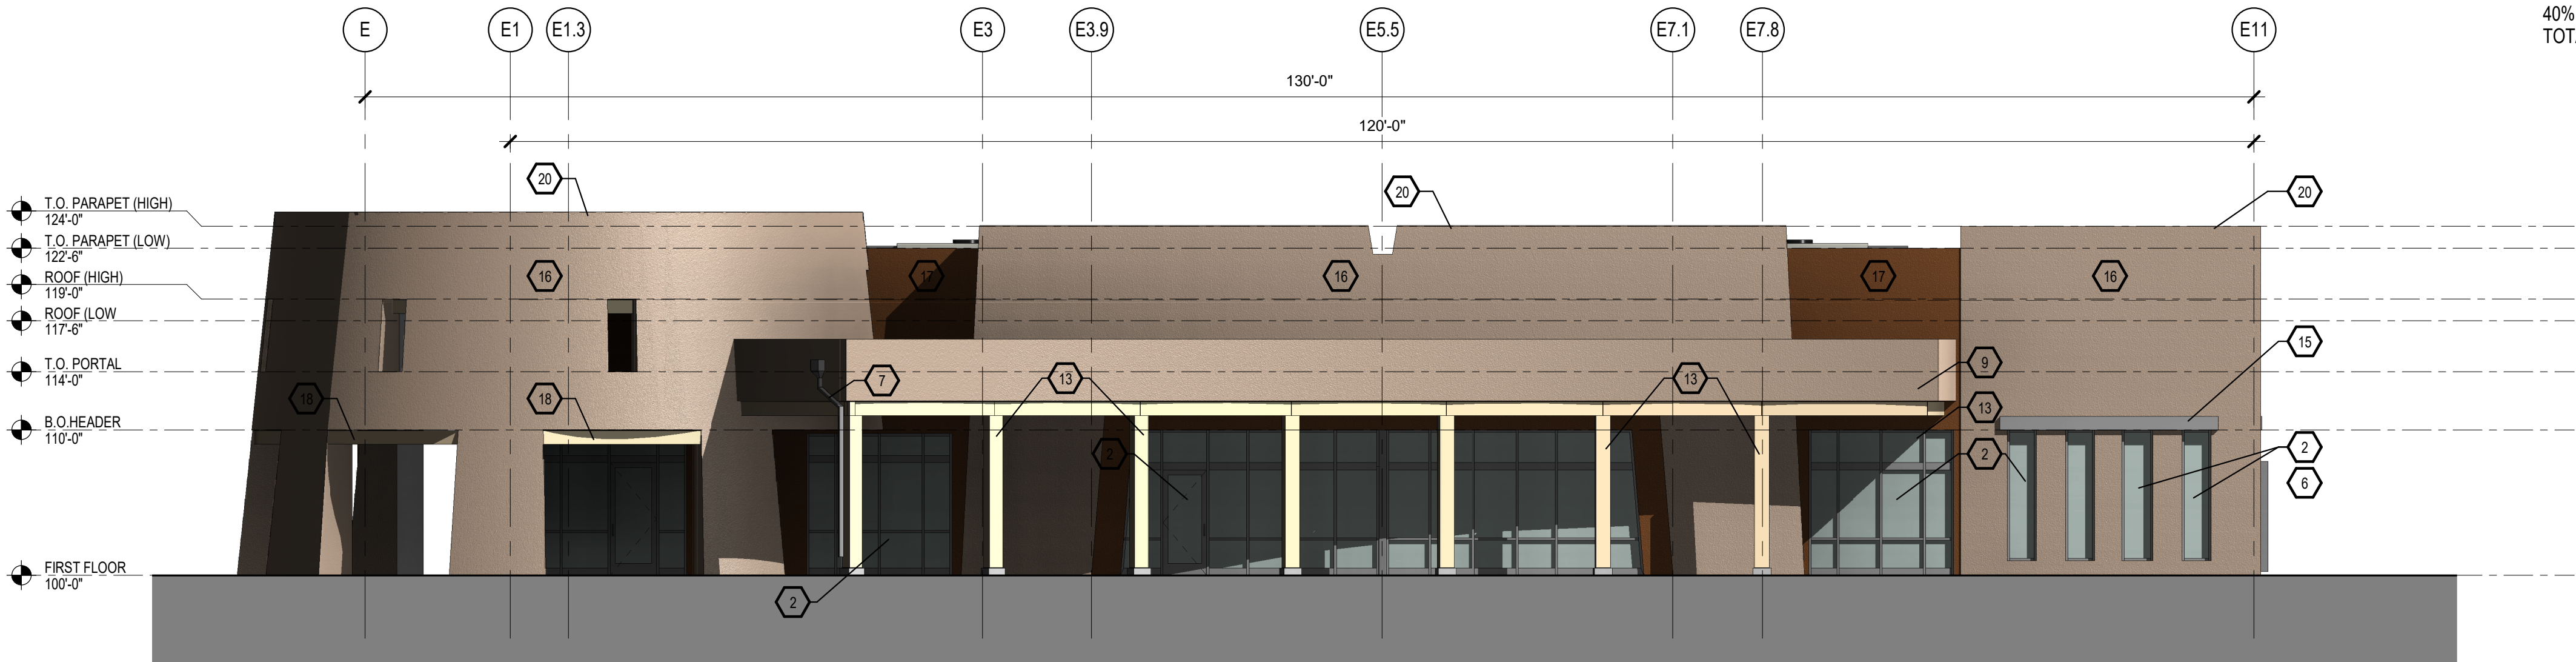 E E1 E1.3 E3 E3.9 E5.5 E7.1 E7.8 E11
40%
130'-0"
120'-0"
20 20 20
T.O. PARAPET (HIGH)
124'-0"
T.O. PARAPET (LOW)
122'-6"
ROOF (HIGH)
119'-0"
16 17 16 17 16
ROOF (LOW
117'-6"
15
T.O. PORTAL
114'-0"
7 13 13 9
18 18 13
B.O.HEADER
110'-0"
2 2 2
6
FIRST FLOOR
100'-0"
2